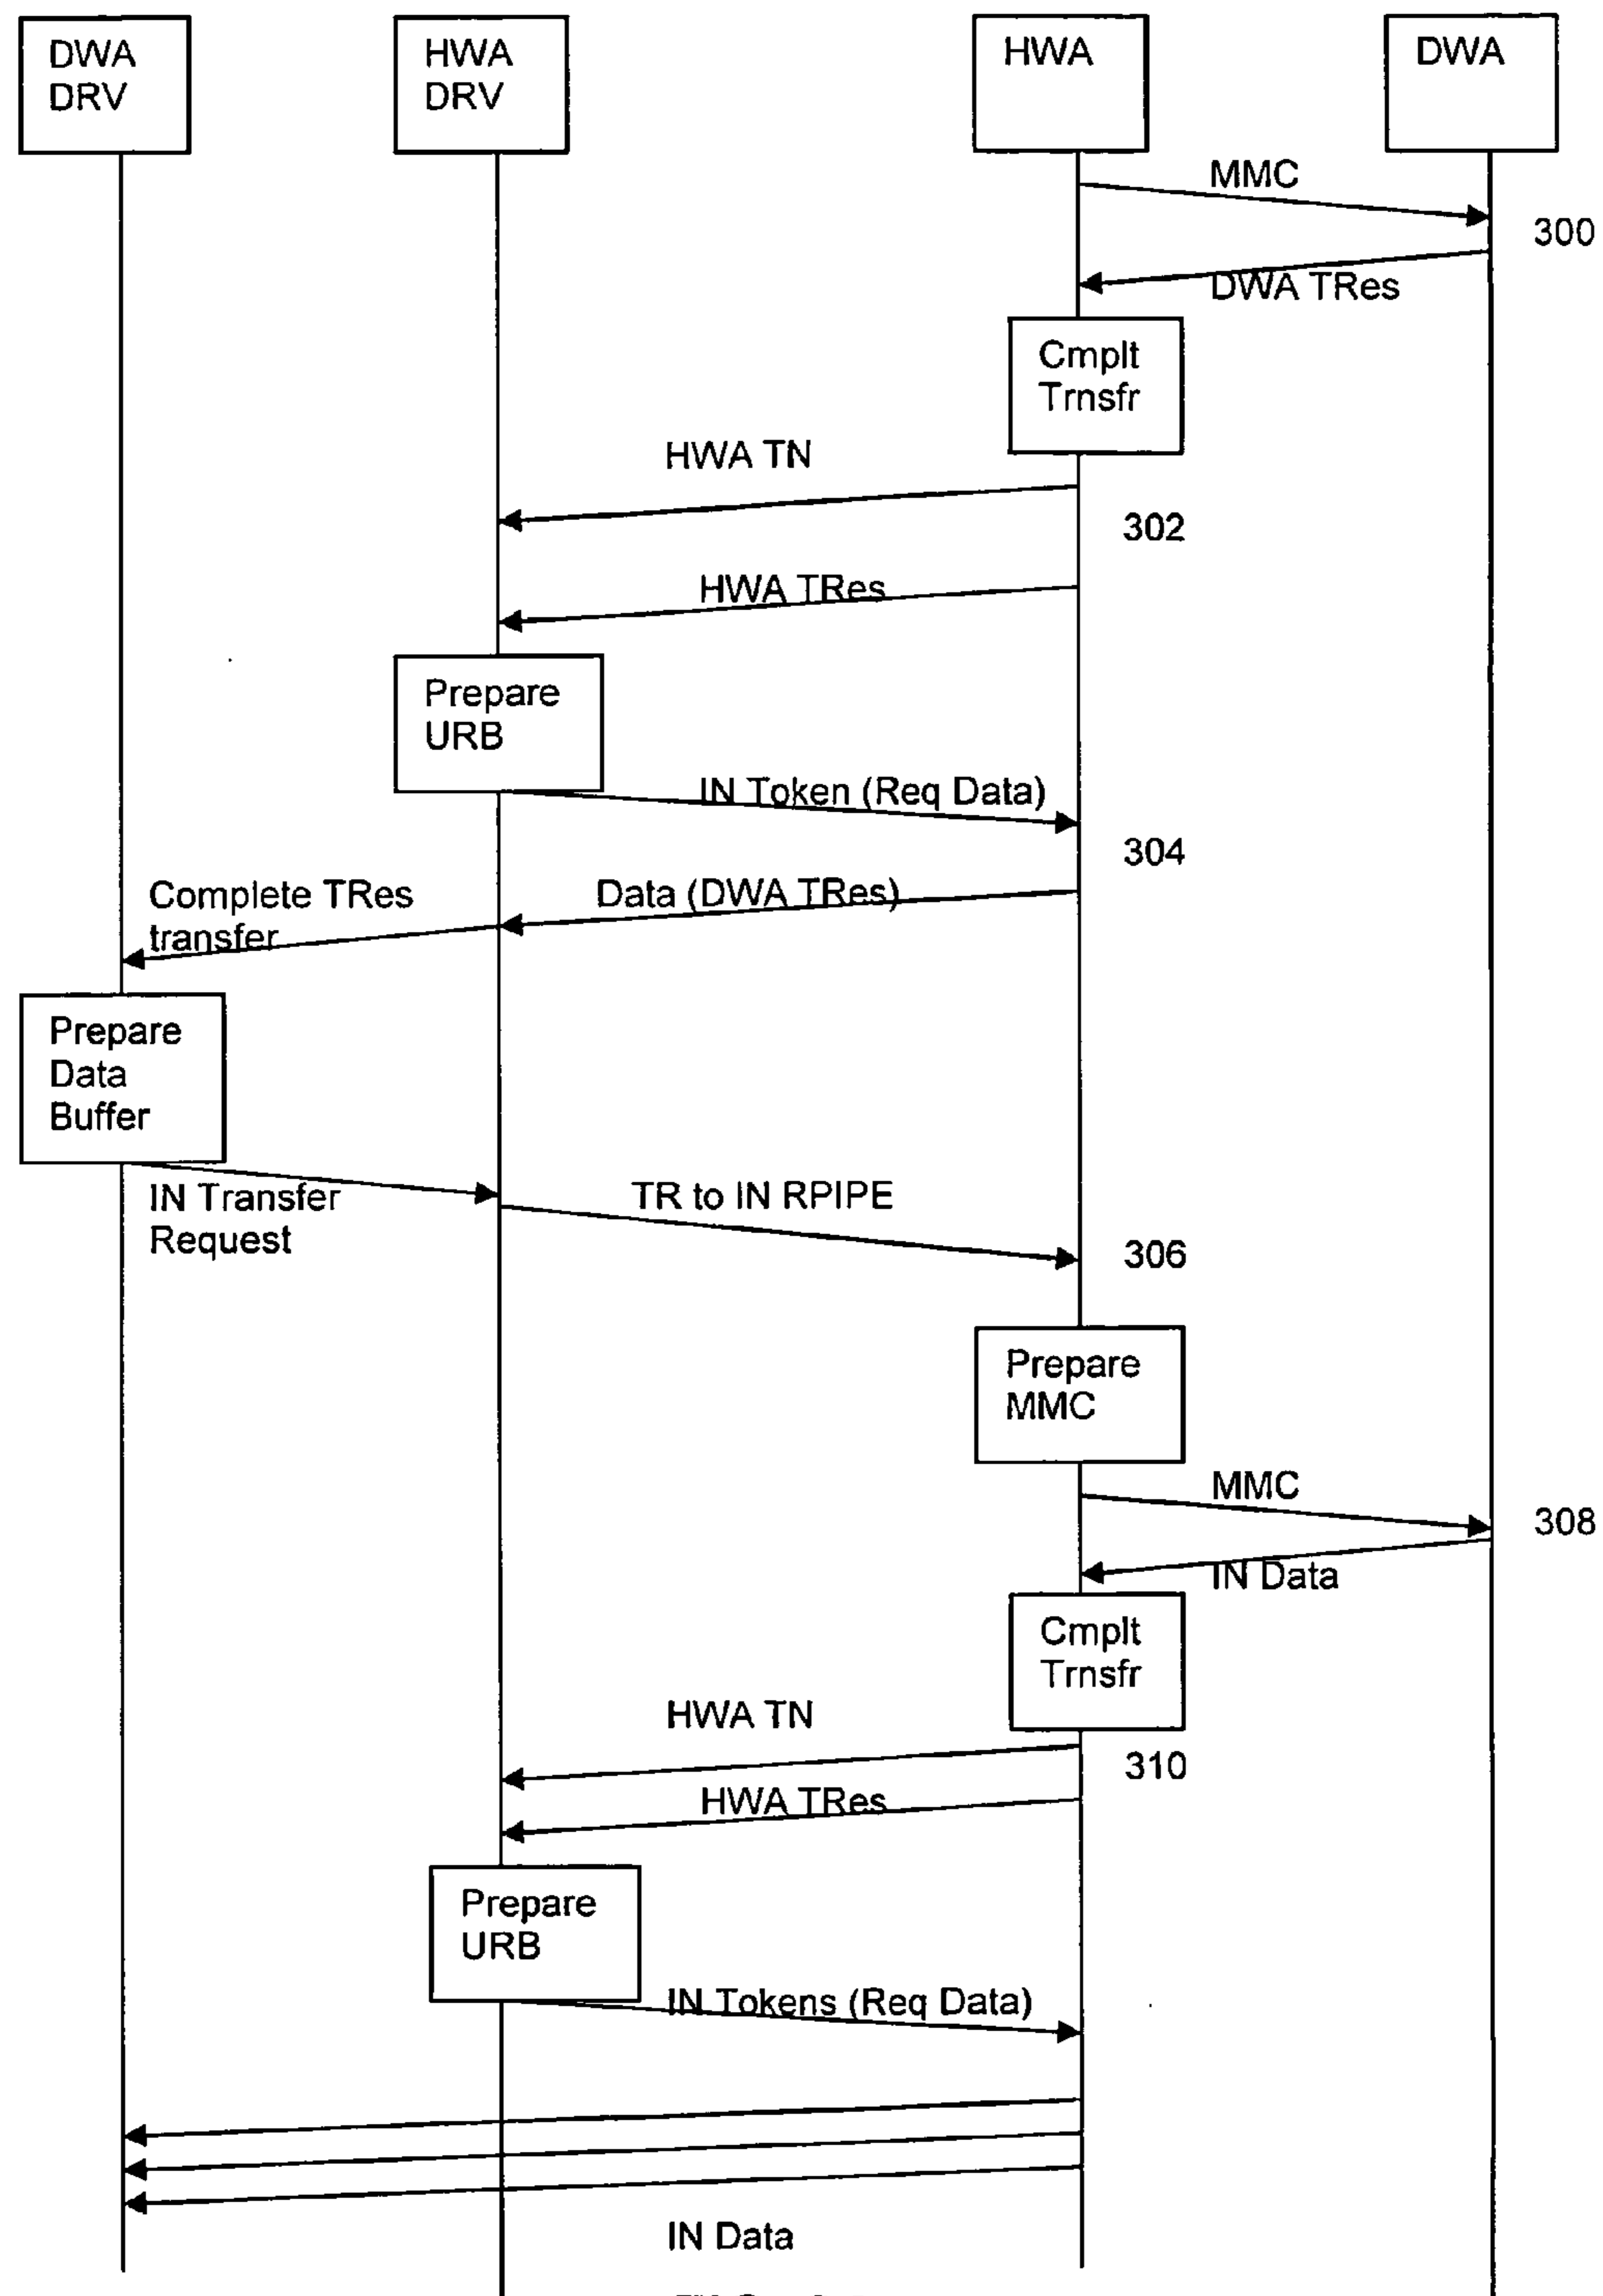 DWA
DRV
HWA
DRV
HWA
DWA
MMC
300
DWA TRes
Cmplt
Trnsfr
HWA TN
302
HWA TRes
Prepare
URB
IN Token (Req Data)
304
Complete TRes
transfer
Data (DWA TRes)
Prepare
Data
Buffer
IN Transfer
Request
TR to IN RPIPE
306
Prepare
MMC
MMC
308
IN Data
Cmplt
Trnsfr
HWA TN
310
HWA TRes
Prepare
URB
IN Tokens (Req Data)
IN Data